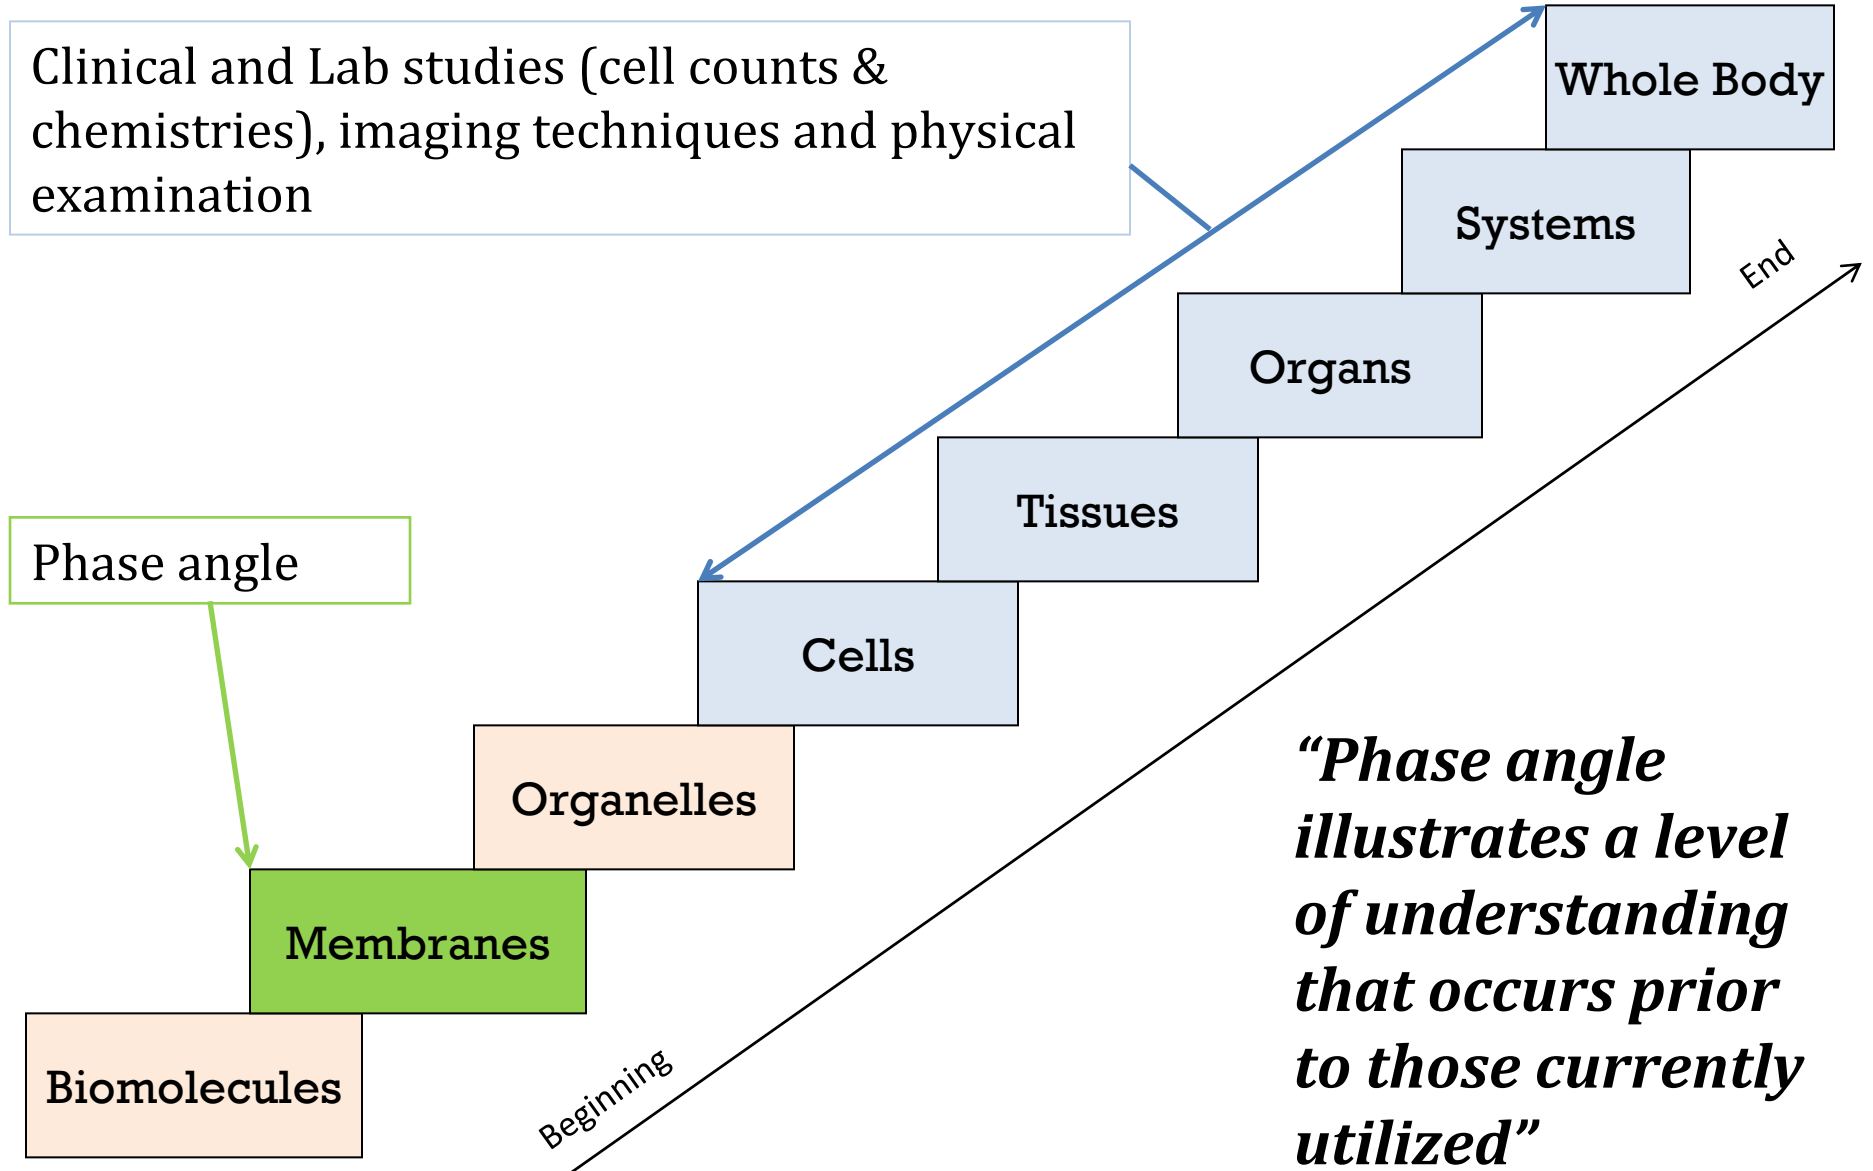 Clinical and Lab studies (cell counts &
chemistries), imaging techniques and physical
examination
Whole Body
Systems
End
Organs
Tissues
Phase angle
Cells
Organelles
Membranes
Biomolecules
Beginning
“Phase angle
illustrates a level
of understanding
that occurs prior
to those currently
utilized”